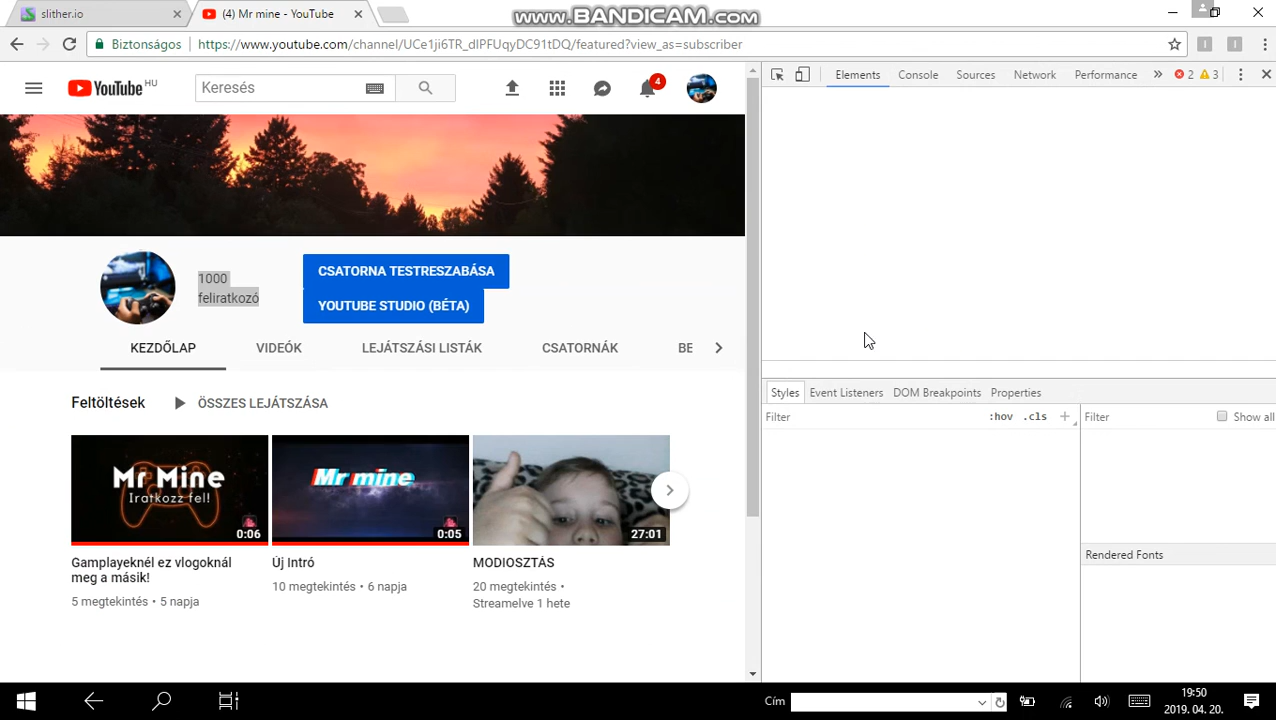 www.BANDICAM.com
slither.io
(4) Mr mine - YouTube
Biztonságos
https://www.youtube.com/channel/UCe1ji6TR_dIPFUqyDC91tDQ/featured?view_as=subscriber
YouTube HU
Keresés
4
Elements Console Sources Network Performance » 2 3
1000
feliratkozó
CSATORNA TESTRESZABÁSA
YOUTUBE STUDIO (BÉTA)
KEZDŐLAP VIDEÓK LEJÁTSZÁSI LISTÁK CSATORNÁK BE
Styles Event Listeners DOM Breakpoints Properties
Filter :hov .cls +
Filter Show all
Rendered Fonts
Feltöltések ÖSSZES LEJÁTSZÁSA
Mr Mine
Iratkozz fel!
0:06
Mr mine
0:05
27:01
Gamplayeknél ez vlogoknál
meg a másik!
5 megtekintés • 5 napja
Új Intró
10 megtekintés • 6 napja
MODIOSZTÁS
20 megtekintés •
Streamelve 1 hete
Cím
19:50
2019. 04. 20.